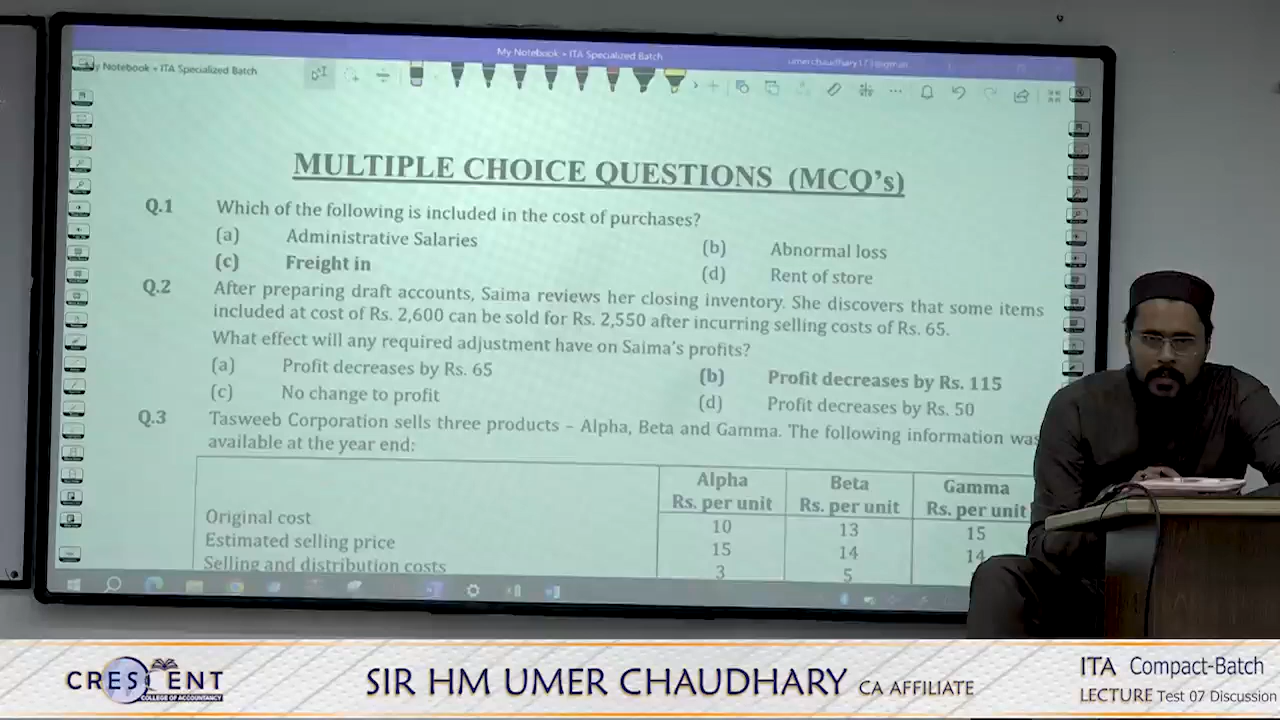 My Notebook • ITA Specialized Batch
y Notebook • ITA Specialized Batch
MULTIPLE CHOICE QUESTIONS (MCQ's)
Q.1 Which of the following is included in the cost of purchases?
(a) Administrative Salaries (b) Abnormal loss
(c) Freight in (d) Rent of store
Q.2 After preparing draft accounts, Saima reviews her closing inventory. She discovers that some items
included at cost of Rs. 2,600 can be sold for Rs. 2,550 after incurring selling costs of Rs. 65.
What effect will any required adjustment have on Saima's profits?
(a) Profit decreases by Rs. 65 (b) Profit decreases by Rs. 115
(c) No change to profit (d) Profit decreases by Rs. 50
Q.3 Tasweeb Corporation sells three products – Alpha, Beta and Gamma. The following information was
available at the year end:
Alpha Beta Gamma
Rs. per unit Rs. per unit Rs. per unit
Original cost 10 13 15
Estimated selling price 15 14 14
Selling and distribution costs 3 5
CRESCENT
COLLEGE OF ACCOUNTANCY
SIR HM UMER CHAUDHARY CA AFFILIATE
ITA Compact-Batch
LECTURE Test 07 Discussion